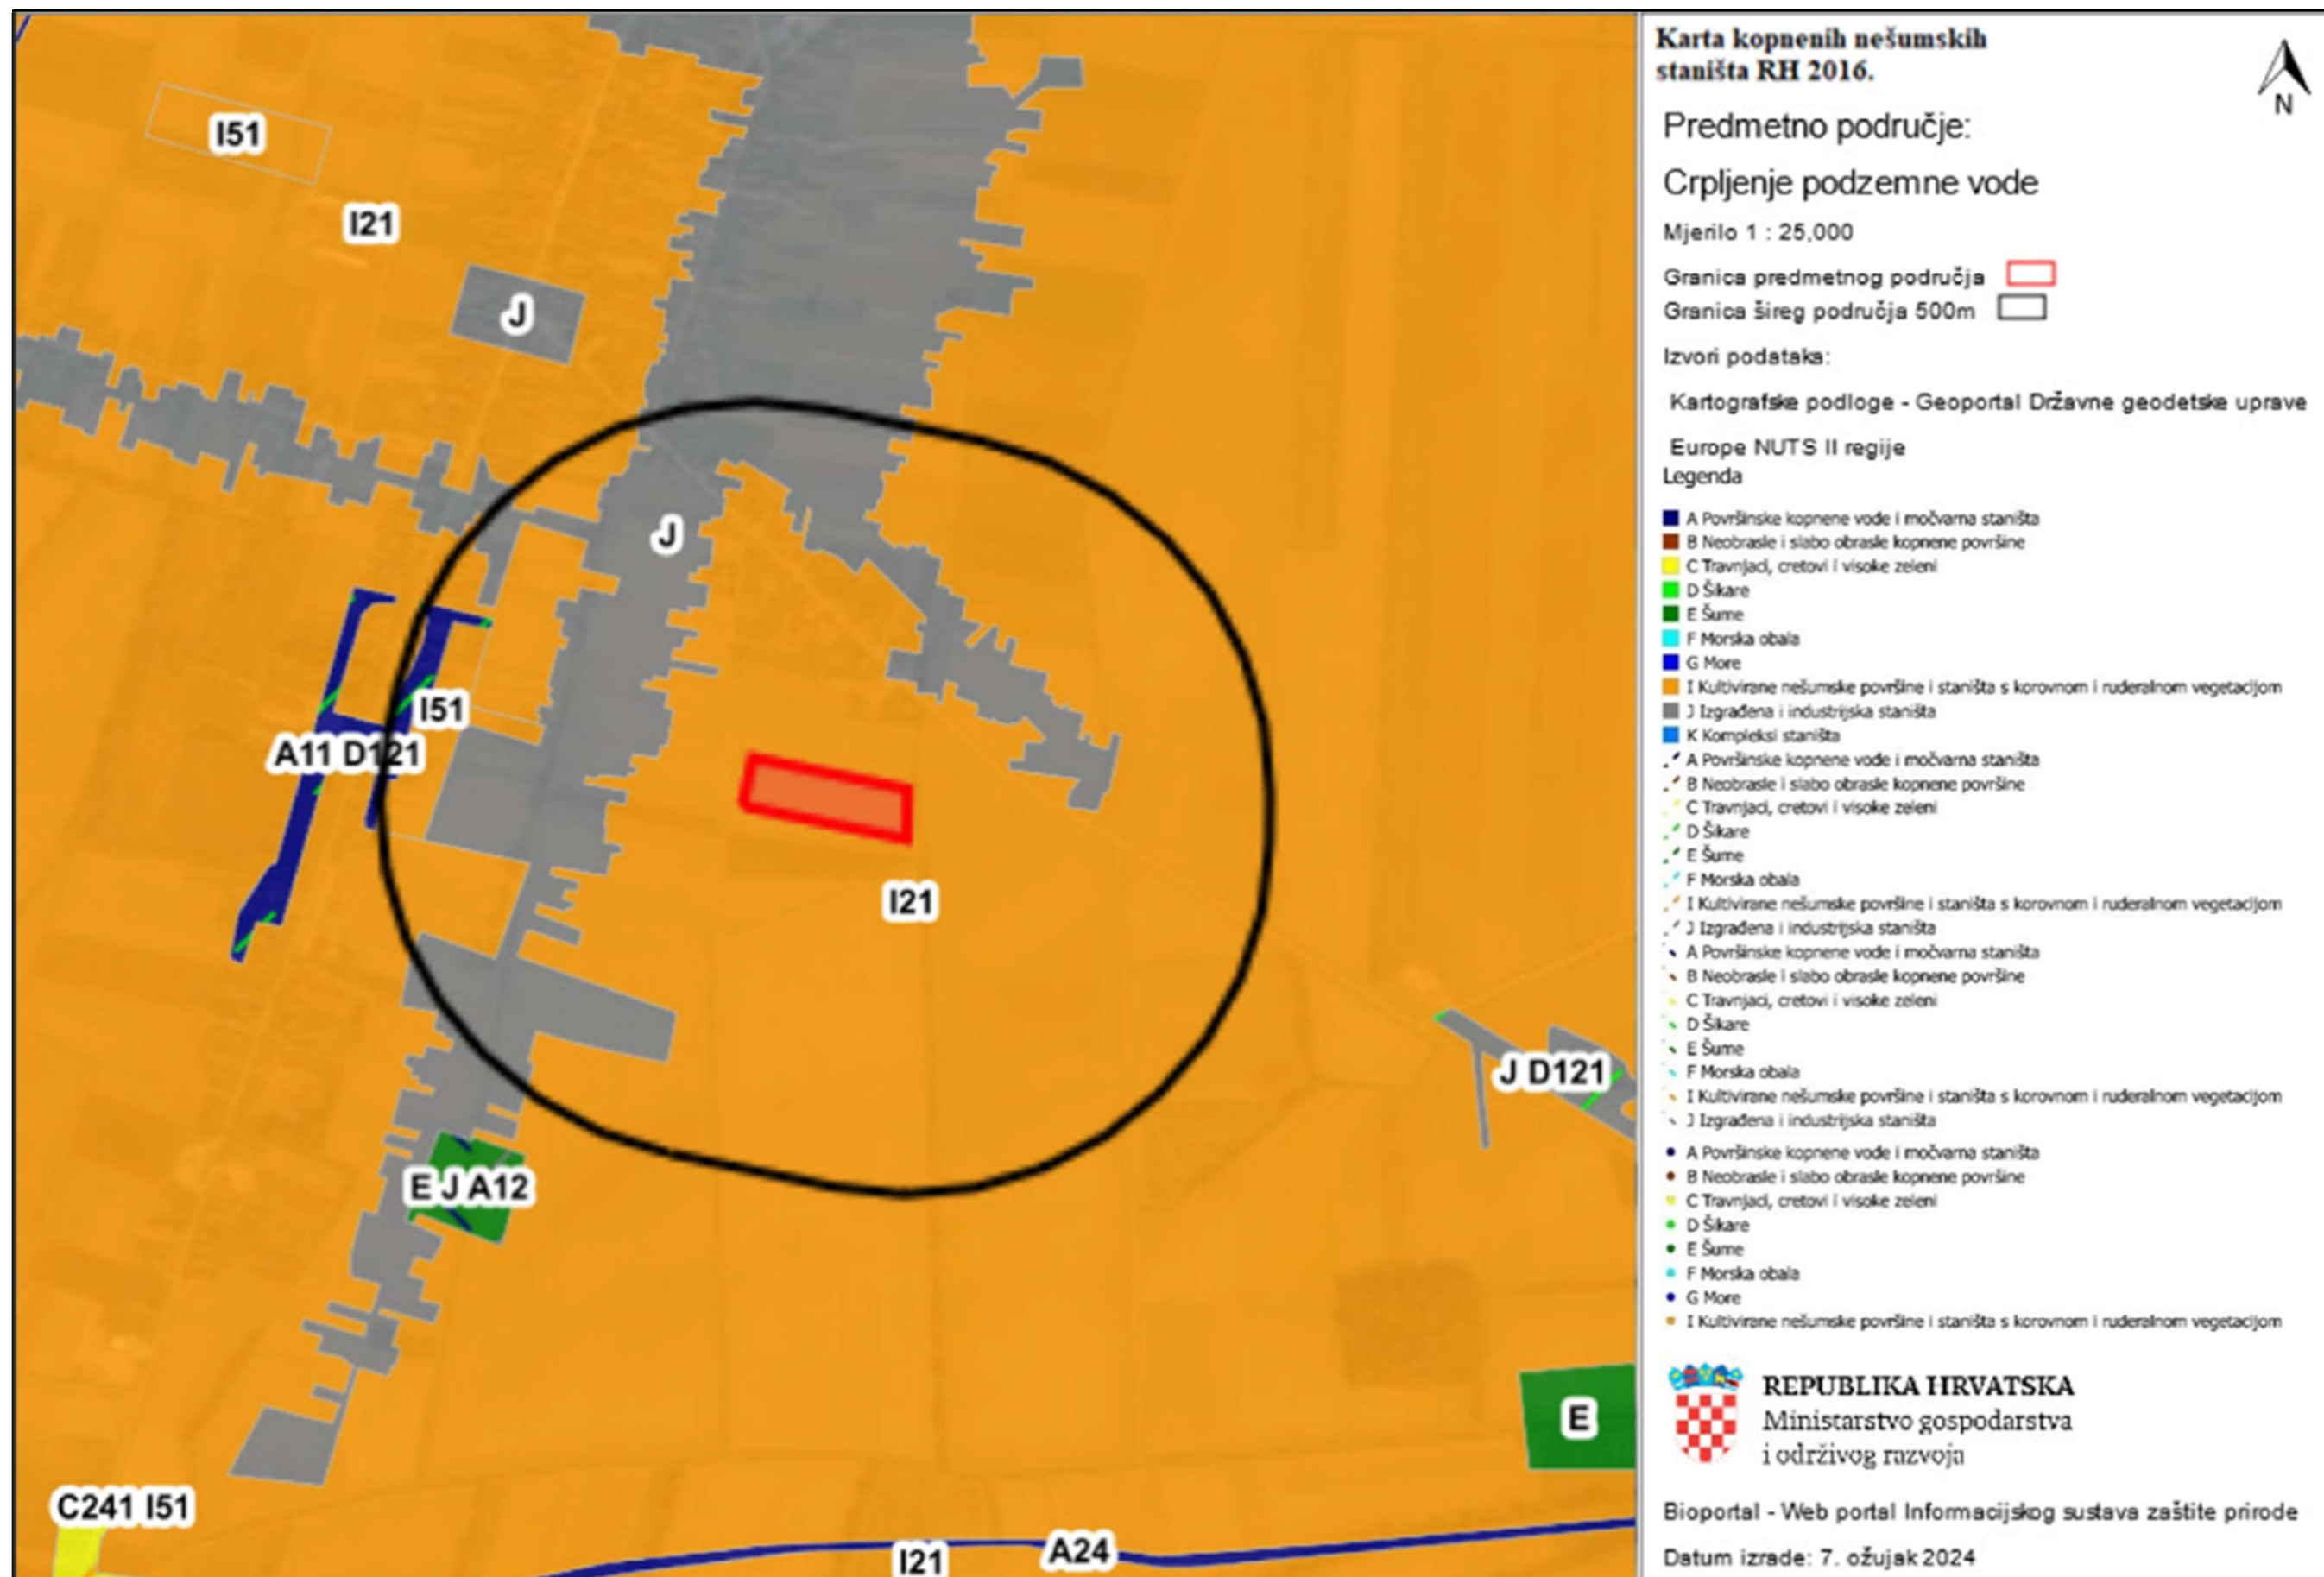 I51
I21
J
J
I51
A11 D121
I21
J D121
E J A12
E
C241 I51
I21
A24
Karta kopnenih nešumskih
staništa RH 2016.
N
Predmetno područje:
Crpljenje podzemne vode
Mjerilo 1 : 25,000
Granica predmetnog područja
Granica šireg područja 500m
Izvori podataka:
Kartografske podloge - Geoportal Državne geodetske uprave
Europe NUTS II regije
Legenda
A Površinske kopnene vode i močvarna staništa
B Neobrasle i slabo obrasle kopnene površine
C Travnjaci, cretovi i visoke zeleni
D Šikare
E Šume
F Morska obala
G More
I Kultivirane nešumske površine i staništa s korovnom i ruderalnom vegetacijom
J Izgrađena i industrijska staništa
K Kompleksi staništa
A Površinske kopnene vode i močvarna staništa
B Neobrasle i slabo obrasle kopnene površine
C Travnjaci, cretovi i visoke zeleni
D Šikare
E Šume
F Morska obala
I Kultivirane nešumske površine i staništa s korovnom i ruderalnom vegetacijom
J Izgrađena i industrijska staništa
A Površinske kopnene vode i močvarna staništa
B Neobrasle i slabo obrasle kopnene površine
C Travnjaci, cretovi i visoke zeleni
D Šikare
E Šume
F Morska obala
I Kultivirane nešumske površine i staništa s korovnom i ruderalnom vegetacijom
J Izgrađena i industrijska staništa
A Površinske kopnene vode i močvarna staništa
B Neobrasle i slabo obrasle kopnene površine
C Travnjaci, cretovi i visoke zeleni
D Šikare
E Šume
F Morska obala
G More
I Kultivirane nešumske površine i staništa s korovnom i ruderalnom vegetacijom
REPUBLIKA HRVATSKA
Ministarstvo gospodarstva
i održivog razvoja
Bioportal - Web portal Informacijskog sustava zaštite prirode
Datum izrade: 7. ožujak 2024